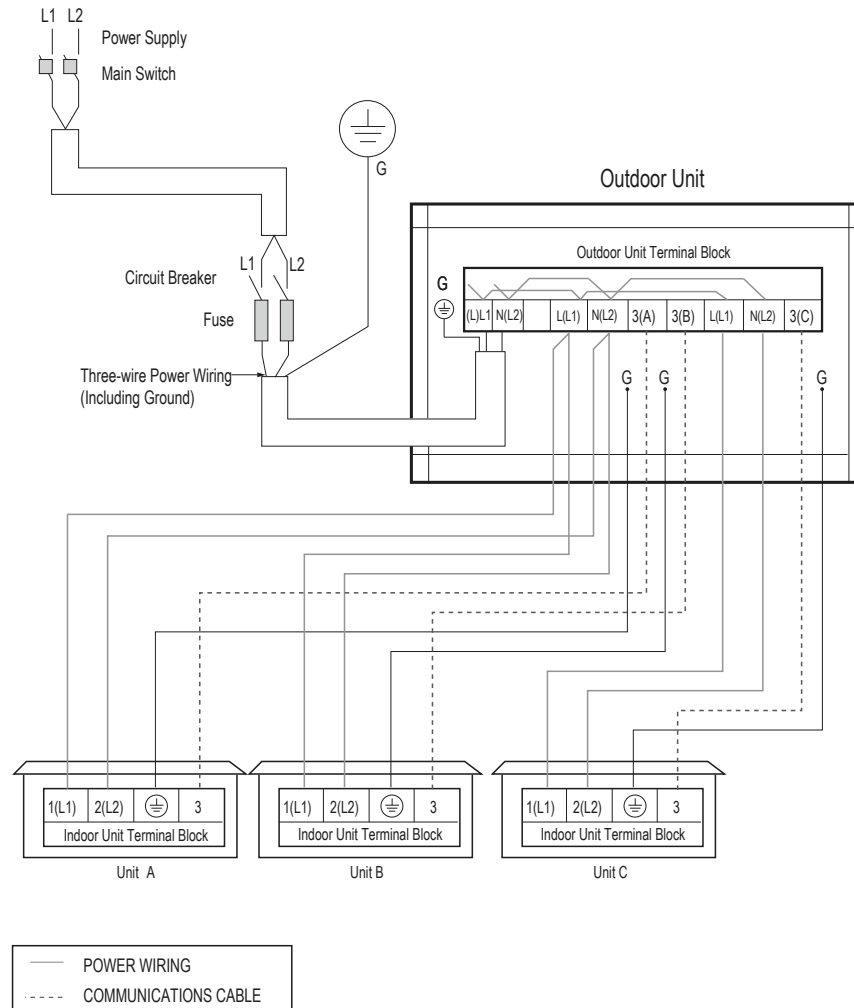 L1 L2
Power Supply
Main Switch
G
Outdoor Unit
Outdoor Unit Terminal Block
L1 L2
Circuit Breaker
Fuse
G
(L)L1 N(L2) L(L1) N(L2) 3(A) 3(B) L(L1) N(L2) 3(C)
Three-wire Power Wiring
(Including Ground)
G G G
1(L1) 2(L2) 3
Indoor Unit Terminal Block
Unit A
1(L1) 2(L2) 3
Indoor Unit Terminal Block
Unit B
1(L1) 2(L2) 3
Indoor Unit Terminal Block
Unit C
POWER WIRING
COMMUNICATIONS CABLE